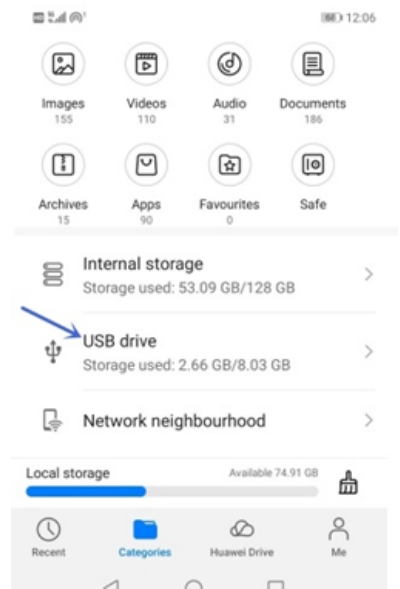 12:06
Images Videos Audio Documents
155 110 31 186
Archives Apps Favourites Safe
15 90 0
Internal storage
Storage used: 53.09 GB/128 GB
USB drive
Storage used: 2.66 GB/8.03 GB
Network neighbourhood
Local storage Available 74.91 GB
Recent Categories Huawei Drive Me